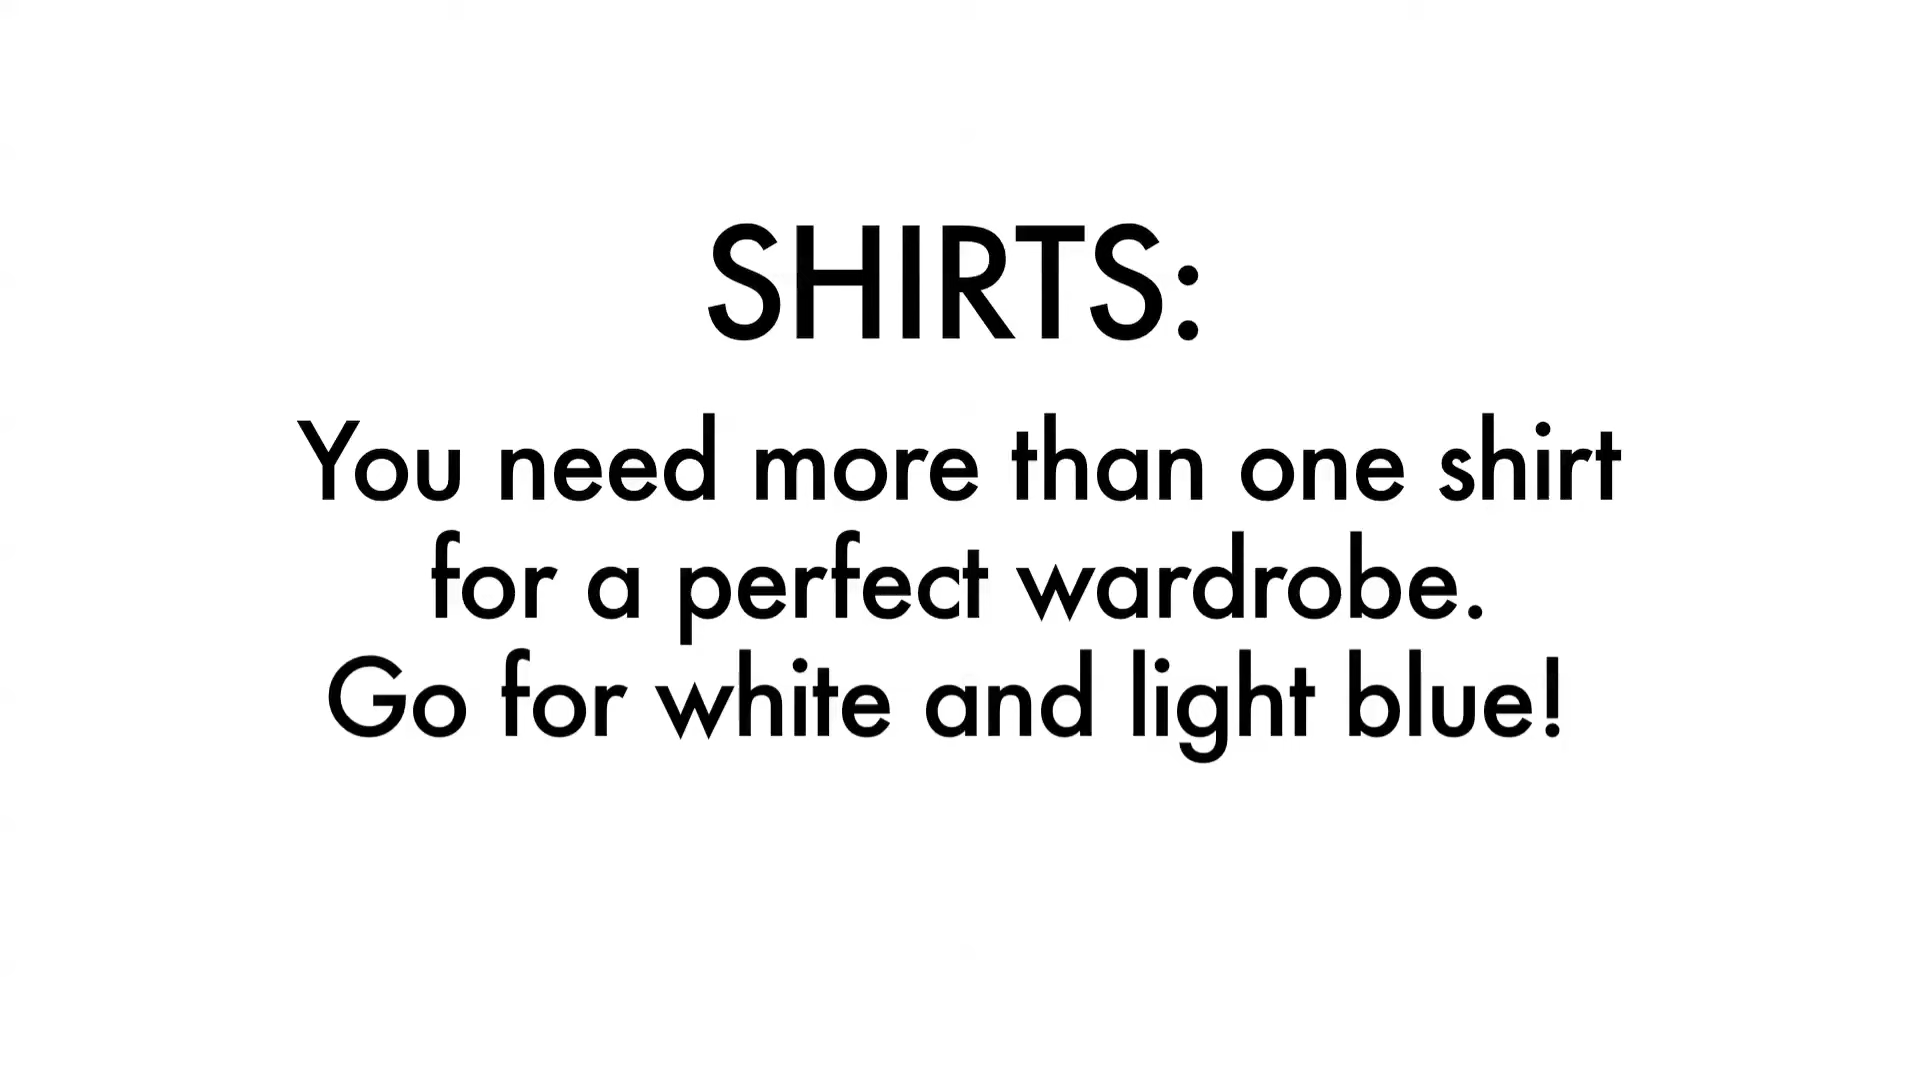 SHIRTS:
You need more than one shirt
for a perfect wardrobe.
Go for white and light blue!